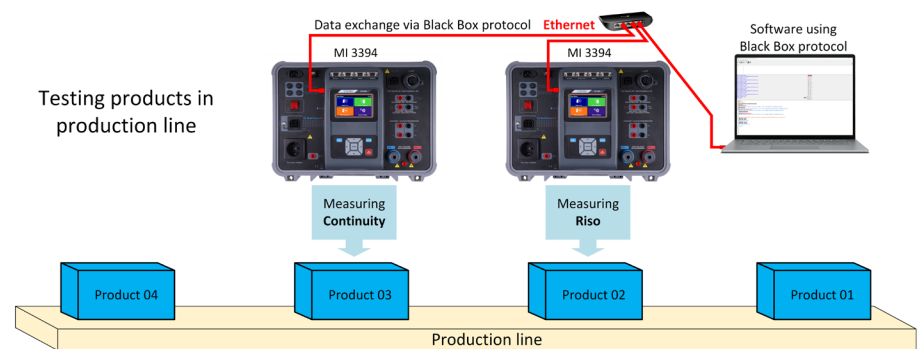 Data exchange via Black Box protocol Ethernet
Software using
Black Box protocol
MI 3394
MI 3394
Testing products in
production line
Measuring
Continuity
Measuring
Riso
Product 04
Product 03
Product 02
Product 01
Production line